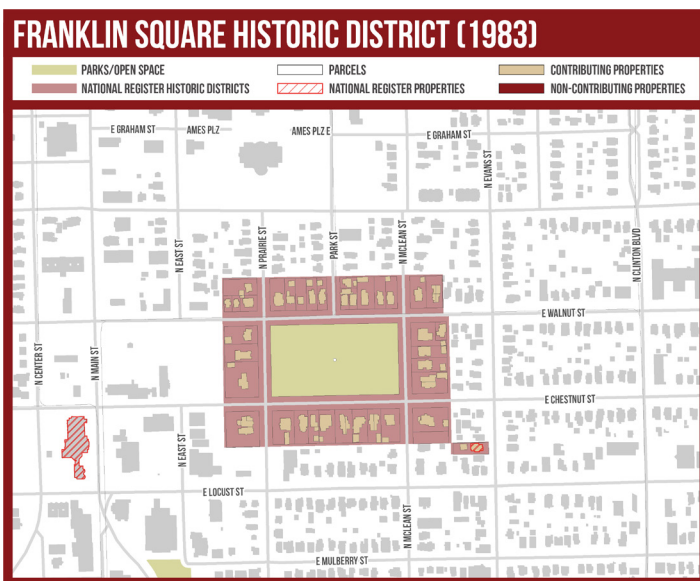 FRANKLIN SQUARE HISTORIC DISTRICT (1983)
PARKS/OPEN SPACE
PARCELS
CONTRIBUTING PROPERTIES
NATIONAL REGISTER HISTORIC DISTRICTS
NATIONAL REGISTER PROPERTIES
NON-CONTRIBUTING PROPERTIES
E GRAHAM ST
AMES PLZ
AMES PLZ E
E GRAHAM ST
N EVANS ST
N EAST ST
N PRAIRIE ST
PARK ST
N MCLEAN ST
N CLINTON BLVD
E WALNUT ST
N CENTER ST
N MAIN ST
E CHESTNUT ST
N EAST ST
E LOCUST ST
N MCLEAN ST
E MULBERRY ST